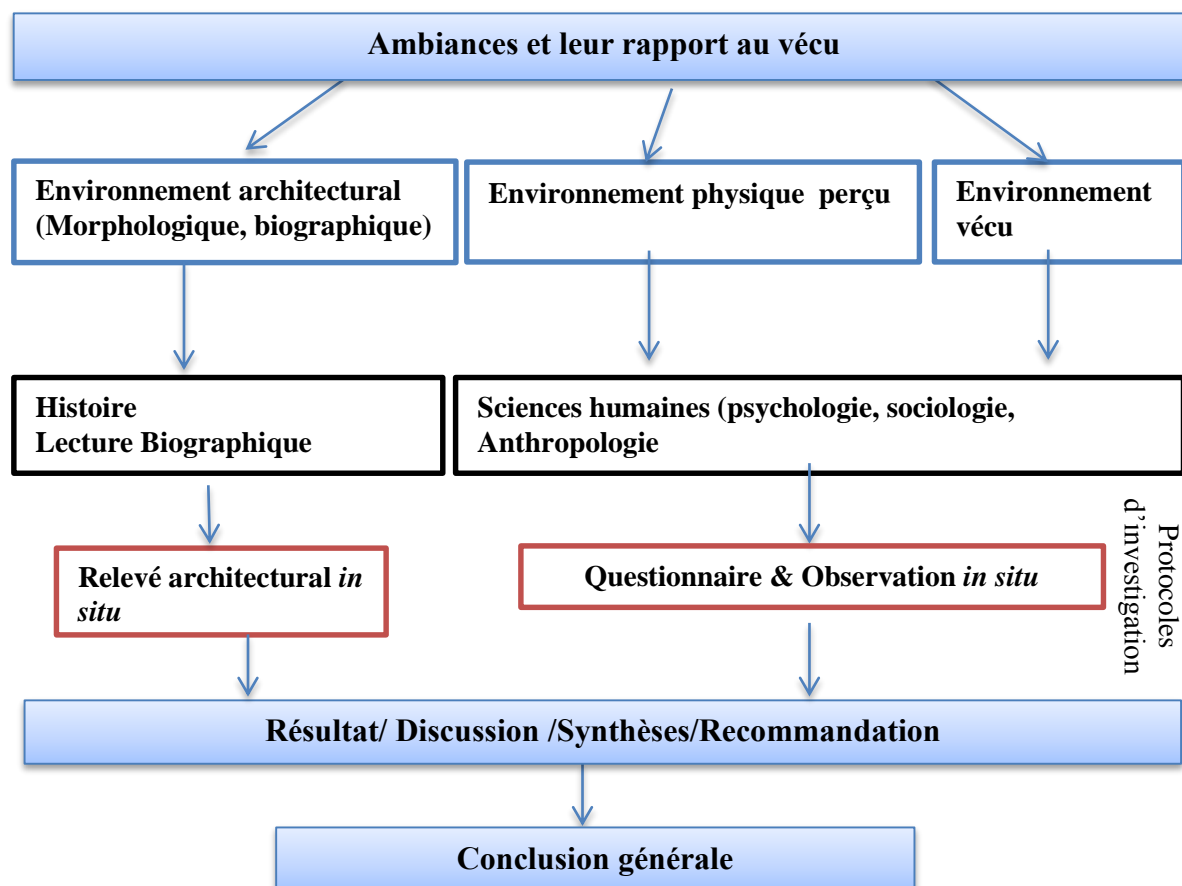 Ambiances et leur rapport au vécu
Environnement architectural
(Morphologique, biographique)
Environnement physique perçu
Environnement
vécu
Histoire
Lecture Biographique
Sciences humaines (psychologie, sociologie,
Anthropologie
Relevé architectural in
situ
Questionnaire & Observation in situ
Protocoles
d’investigation
Résultat/ Discussion /Synthèses/Recommandation
Conclusion générale